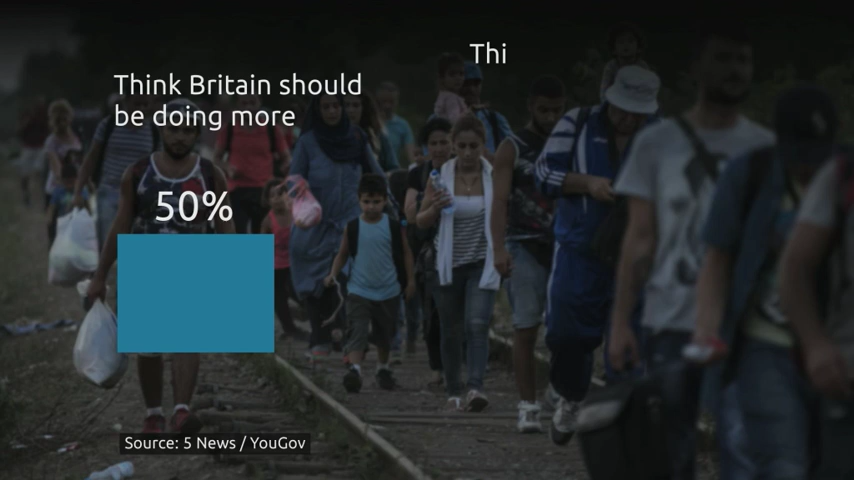 Think Britain should
be doing more
50%
Thi
Source: 5 News / YouGov